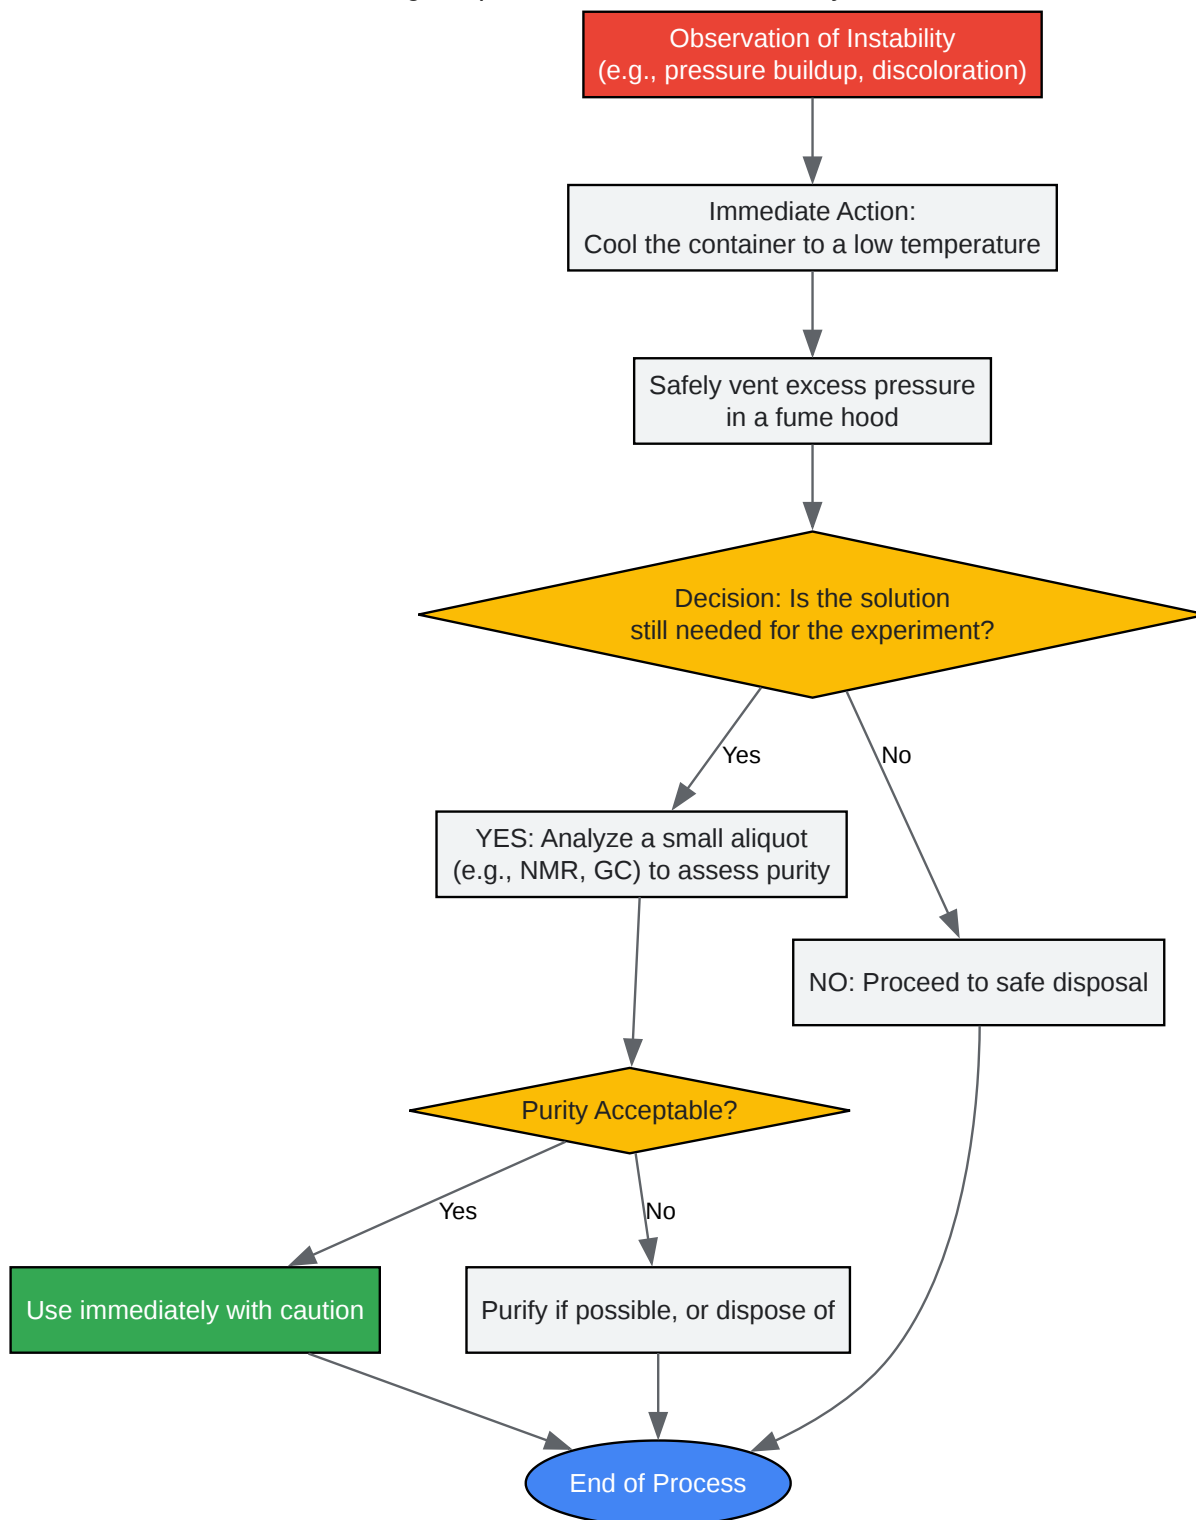 Observation of Instability
(e.g., pressure buildup, discoloration)
Immediate Action:
Cool the container to a low temperature
Safely vent excess pressure
in a fume hood
Decision: Is the solution
still needed for the experiment?
Yes
No
YES: Analyze a small aliquot
(e.g., NMR, GC) to assess purity
NO: Proceed to safe disposal
Purity Acceptable?
Yes
No
Use immediately with caution
Purify if possible, or dispose of
End of Process